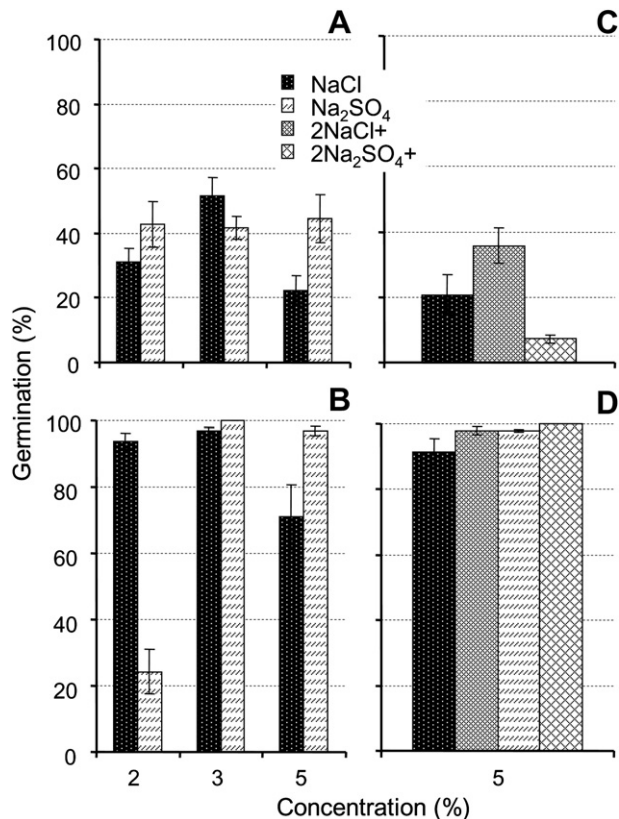 A
C
100
80
60
40
20
0
NaCl
Na₂SO₄
2NaCl+
2Na₂SO₄+
Germination (%)
B
D
100
80
60
40
20
0
2 3 5 5
Concentration (%)